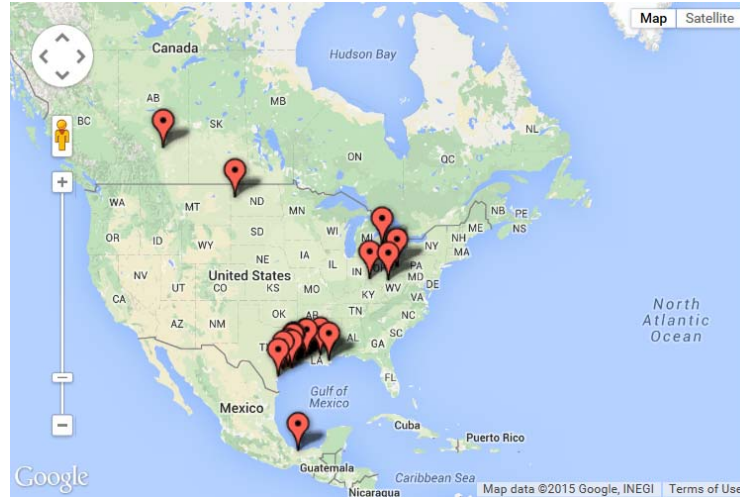 Map Satellite
Canada
Hudson Bay
AB
MB
SK
BC
NL
ON
QC
WA
MT
ND
MN
NB PE
NS
ME
OR
ID
SD
WI
MI
NY
NH
MA
WY
NE
IA
IL
IN
PA
MD
DE
NV
UT
United States
CO
KS
MO
KY
WV
VA
CA
TN
NC
AZ
NM
OK
AR
SC
AL
GA
LA
FL
North
Atlantic
Ocean
Gulf of
Mexico
Mexico
Cuba
Puerto Rico
Guatemala
Caribbean Sea
Nicaragua
Google
Map data ©2015 Google, INEGI Terms of Use